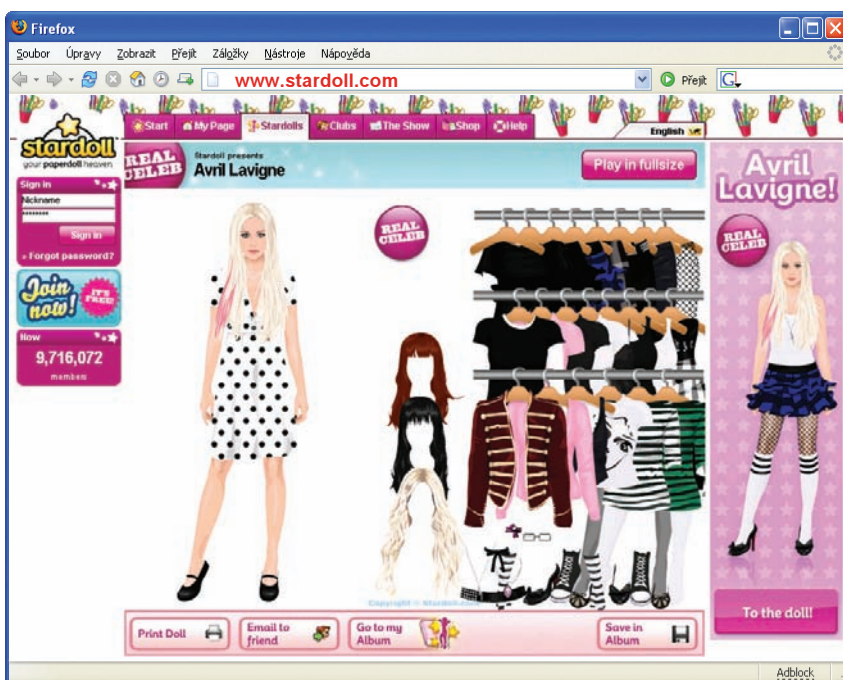 Firefox
Soubor Úpravy Zobrazit Přejít Záložky Nástroje Nápověda
www.stardoll.com
Přejít
G
Start My Page Stardolls Clubs The Show Shop Help
English
stardoll
your paperdoll heaven
REAL CELEB
Stardoll presents
Avril Lavigne
Play in fullsize
Avril
Lavigne!
Sign in
Nickname
********
Sign in
» Forgot password?
REAL
CELEB
REAL
CELEB
Join
now!
IT'S
FREE!
Now
9,716,072
members
Copyright © Stardoll.com
Print Doll
Email to
friend
Go to my
Album
Save in
Album
To the doll!
Adblock